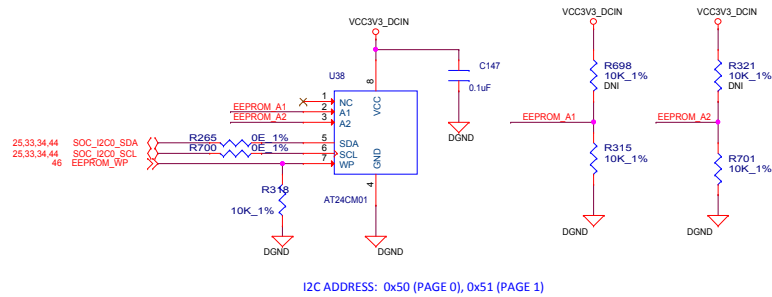 VCC3V3_DCIN
VCC3V3_DCIN
VCC3V3_DCIN
C147
0.1uF
DGND
U38
8
VCC
1 NC
EEPROM_A1 2 A1
EEPROM_A2 3 A2
25,33,34,44 SOC_I2C0_SDA R265 0E_1% 5 SDA
25,33,34,44 SOC_I2C0_SCL R700 0E_1% 6 SCL
46 EEPROM_WP 7 WP
GND
4
AT24CM01
R318
10K_1%
DGND
DGND
R698
10K_1%
DNI
EEPROM_A1
R315
10K_1%
DGND
R321
10K_1%
DNI
EEPROM_A2
R701
10K_1%
DGND
I2C ADDRESS: 0x50 (PAGE 0), 0x51 (PAGE 1)